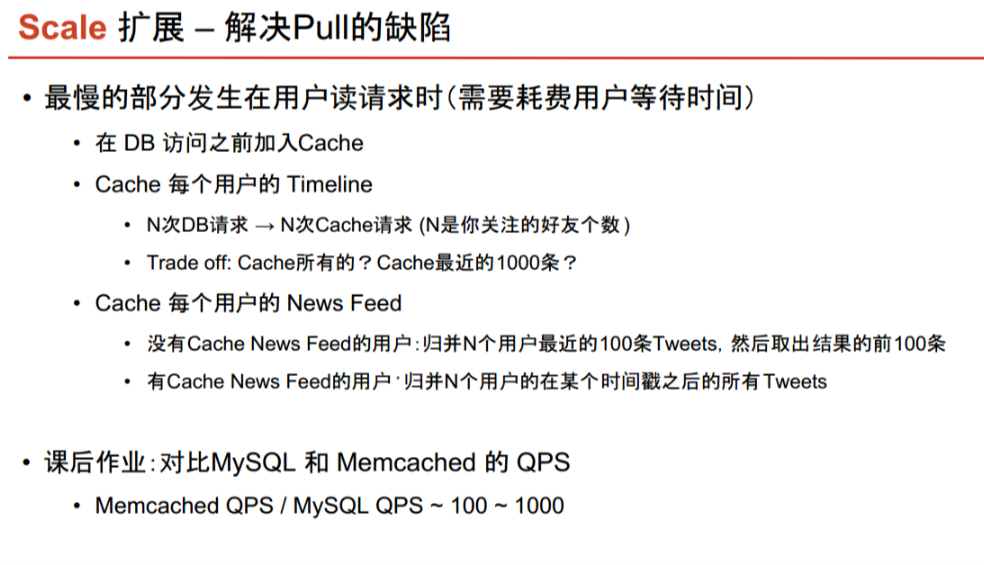 Scale 扩展 – 解决Pull的缺陷
• 最慢的部分发生在用户读请求时（需要耗费用户等待时间）
• 在 DB 访问之前加入Cache
• Cache 每个用户的 Timeline
• N次DB请求 → N次Cache请求 (N是你关注的好友个数)
• Trade off: Cache所有的？Cache最近的1000条？
• Cache 每个用户的 News Feed
• 没有Cache News Feed的用户：归并N个用户最近的100条Tweets，然后取出结果的前100条
• 有Cache News Feed的用户：归并N个用户的在某个时间戳之后的所有Tweets
• 课后作业：对比MySQL 和 Memcached 的 QPS
• Memcached QPS / MySQL QPS ~ 100 ~ 1000